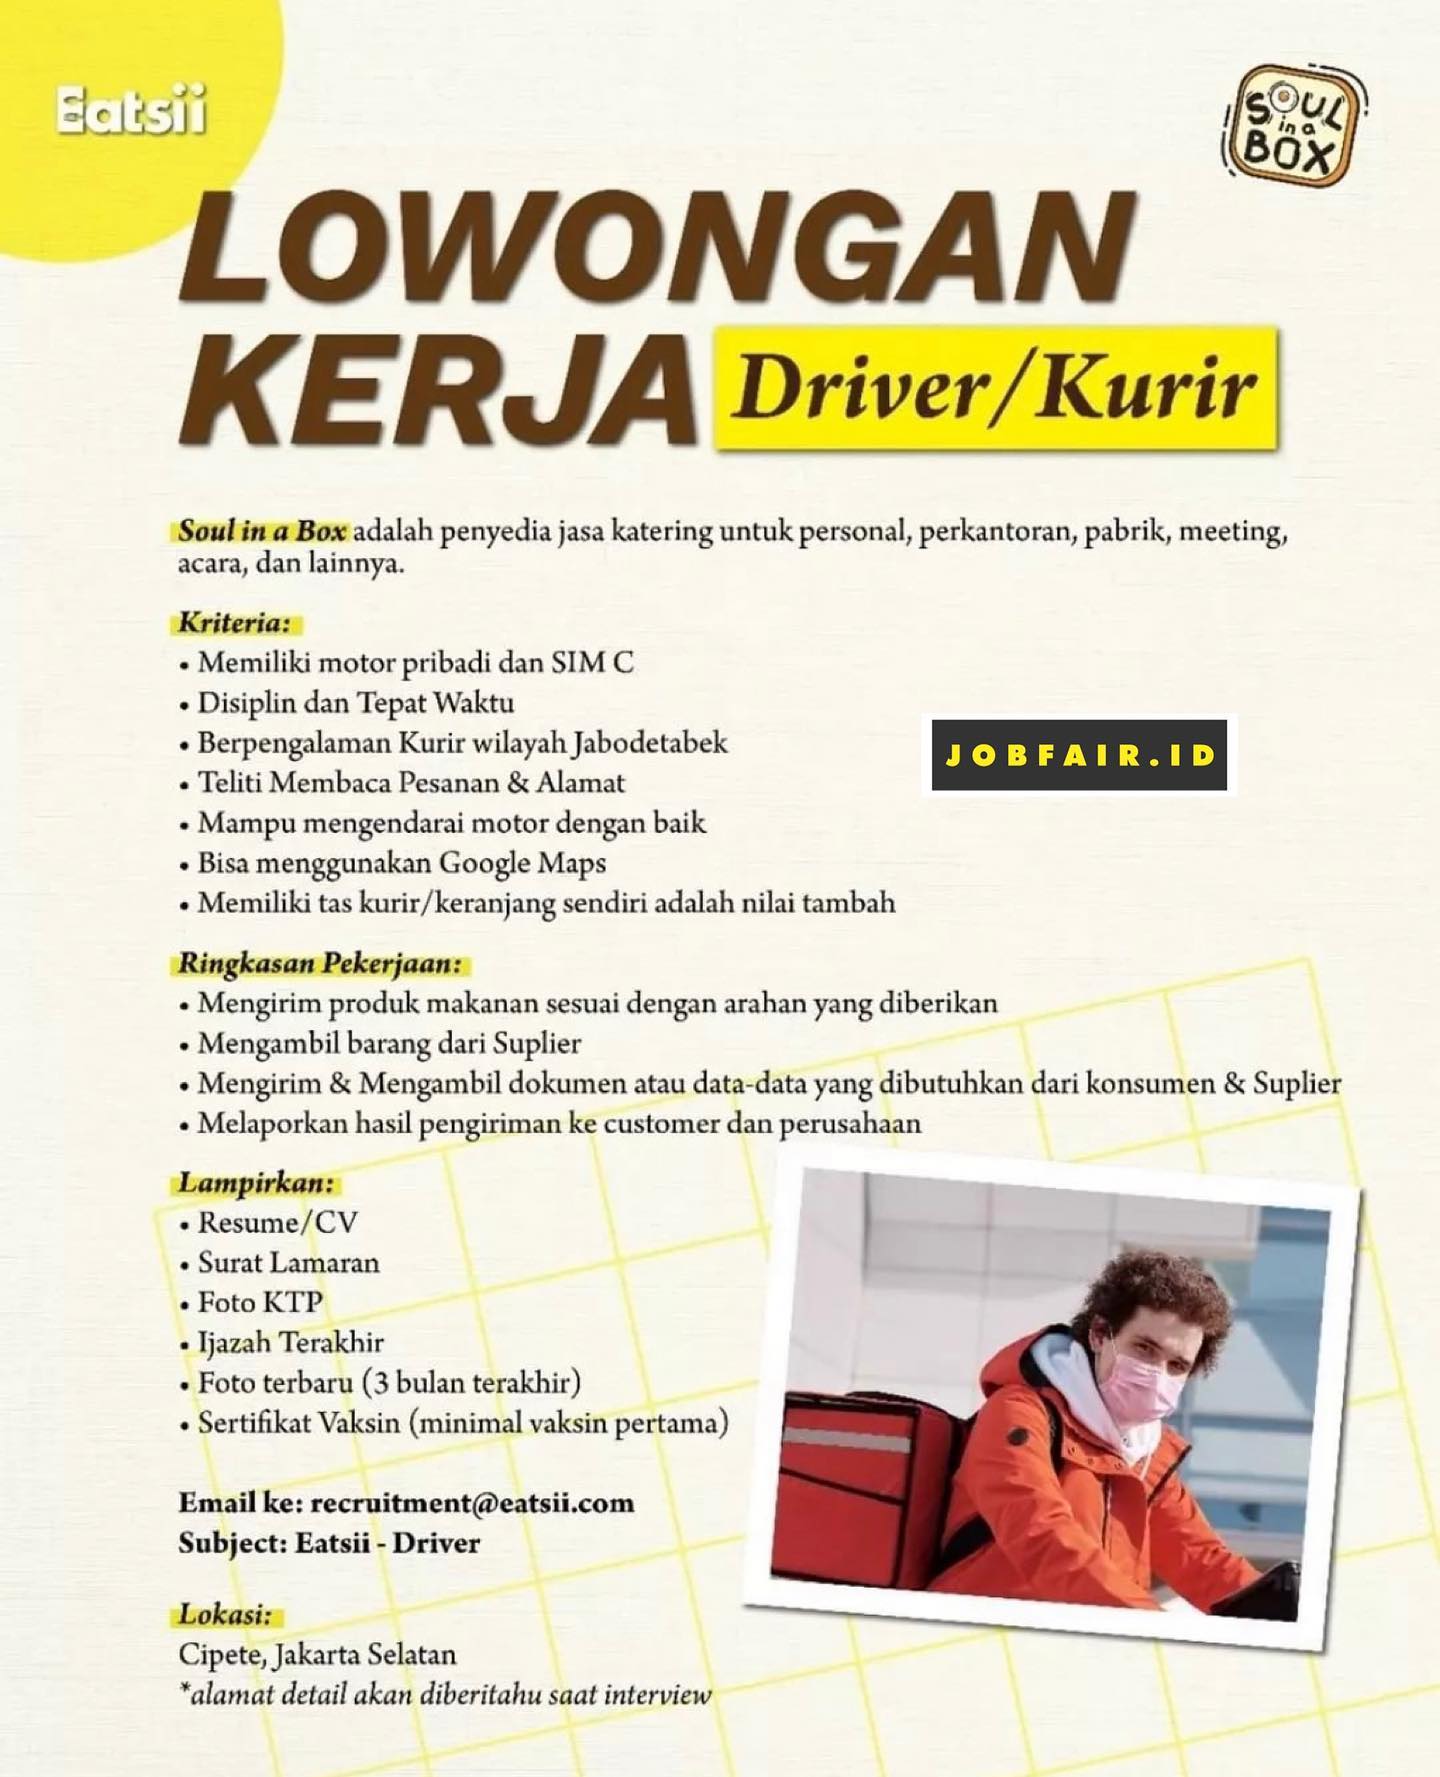 Eatsii
SOUL
in a
BOX
LOWONGAN
KERJA Driver/Kurir
Soul in a Box adalah penyedia jasa katering untuk personal, perkantoran, pabrik, meeting,
acara, dan lainnya.
Kriteria:
• Memiliki motor pribadi dan SIM C
• Disiplin dan Tepat Waktu
• Berpengalaman Kurir wilayah Jabodetabek
JOBFAIR.ID
• Teliti Membaca Pesanan & Alamat
• Mampu mengendarai motor dengan baik
• Bisa menggunakan Google Maps
• Memiliki tas kurir/keranjang sendiri adalah nilai tambah
Ringkasan Pekerjaan:
• Mengirim produk makanan sesuai dengan arahan yang diberikan
• Mengambil barang dari Suplier
• Mengirim & Mengambil dokumen atau data-data yang dibutuhkan dari konsumen & Suplier
• Melaporkan hasil pengiriman ke customer dan perusahaan
Lampirkan:
• Resume/CV
• Surat Lamaran
• Foto KTP
• Ijazah Terakhir
• Foto terbaru (3 bulan terakhir)
• Sertifikat Vaksin (minimal vaksin pertama)
Email ke: recruitment@eatsii.com
Subject: Eatsii - Driver
Lokasi:
Cipete, Jakarta Selatan
*alamat detail akan diberitahu saat interview